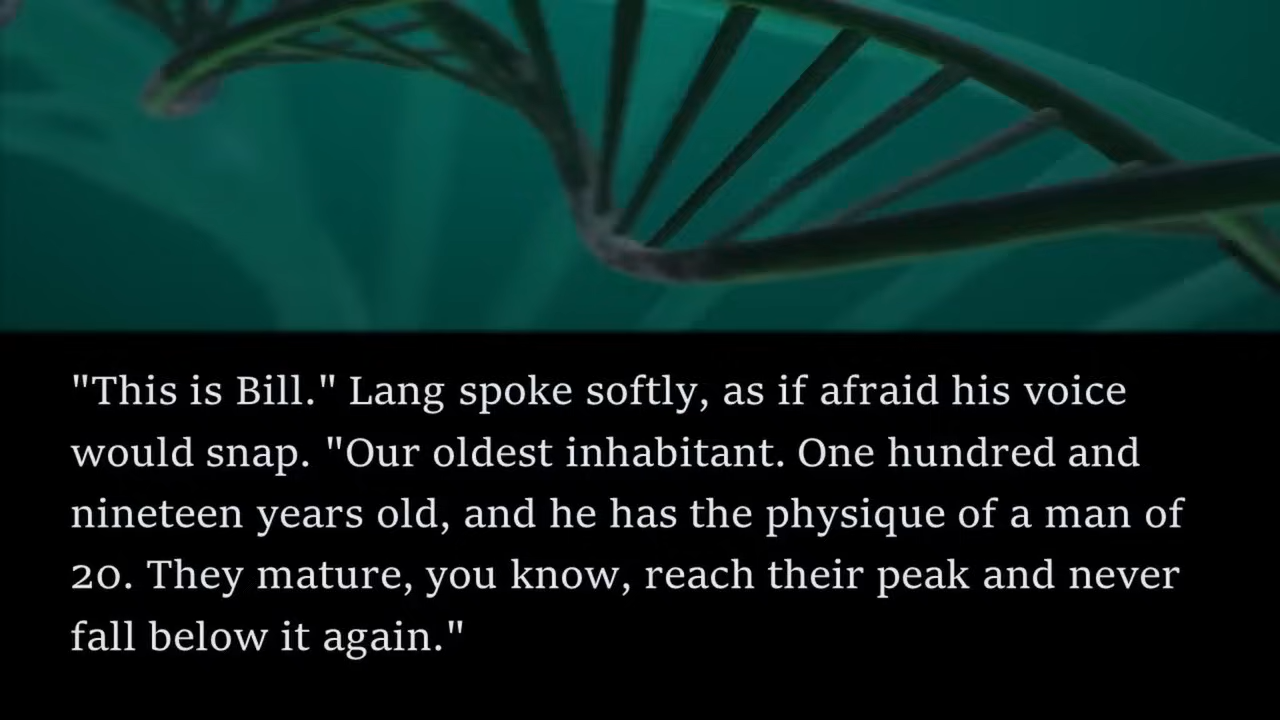 "This is Bill." Lang spoke softly, as if afraid his voice
would snap. "Our oldest inhabitant. One hundred and
nineteen years old, and he has the physique of a man of
20. They mature, you know, reach their peak and never
fall below it again."